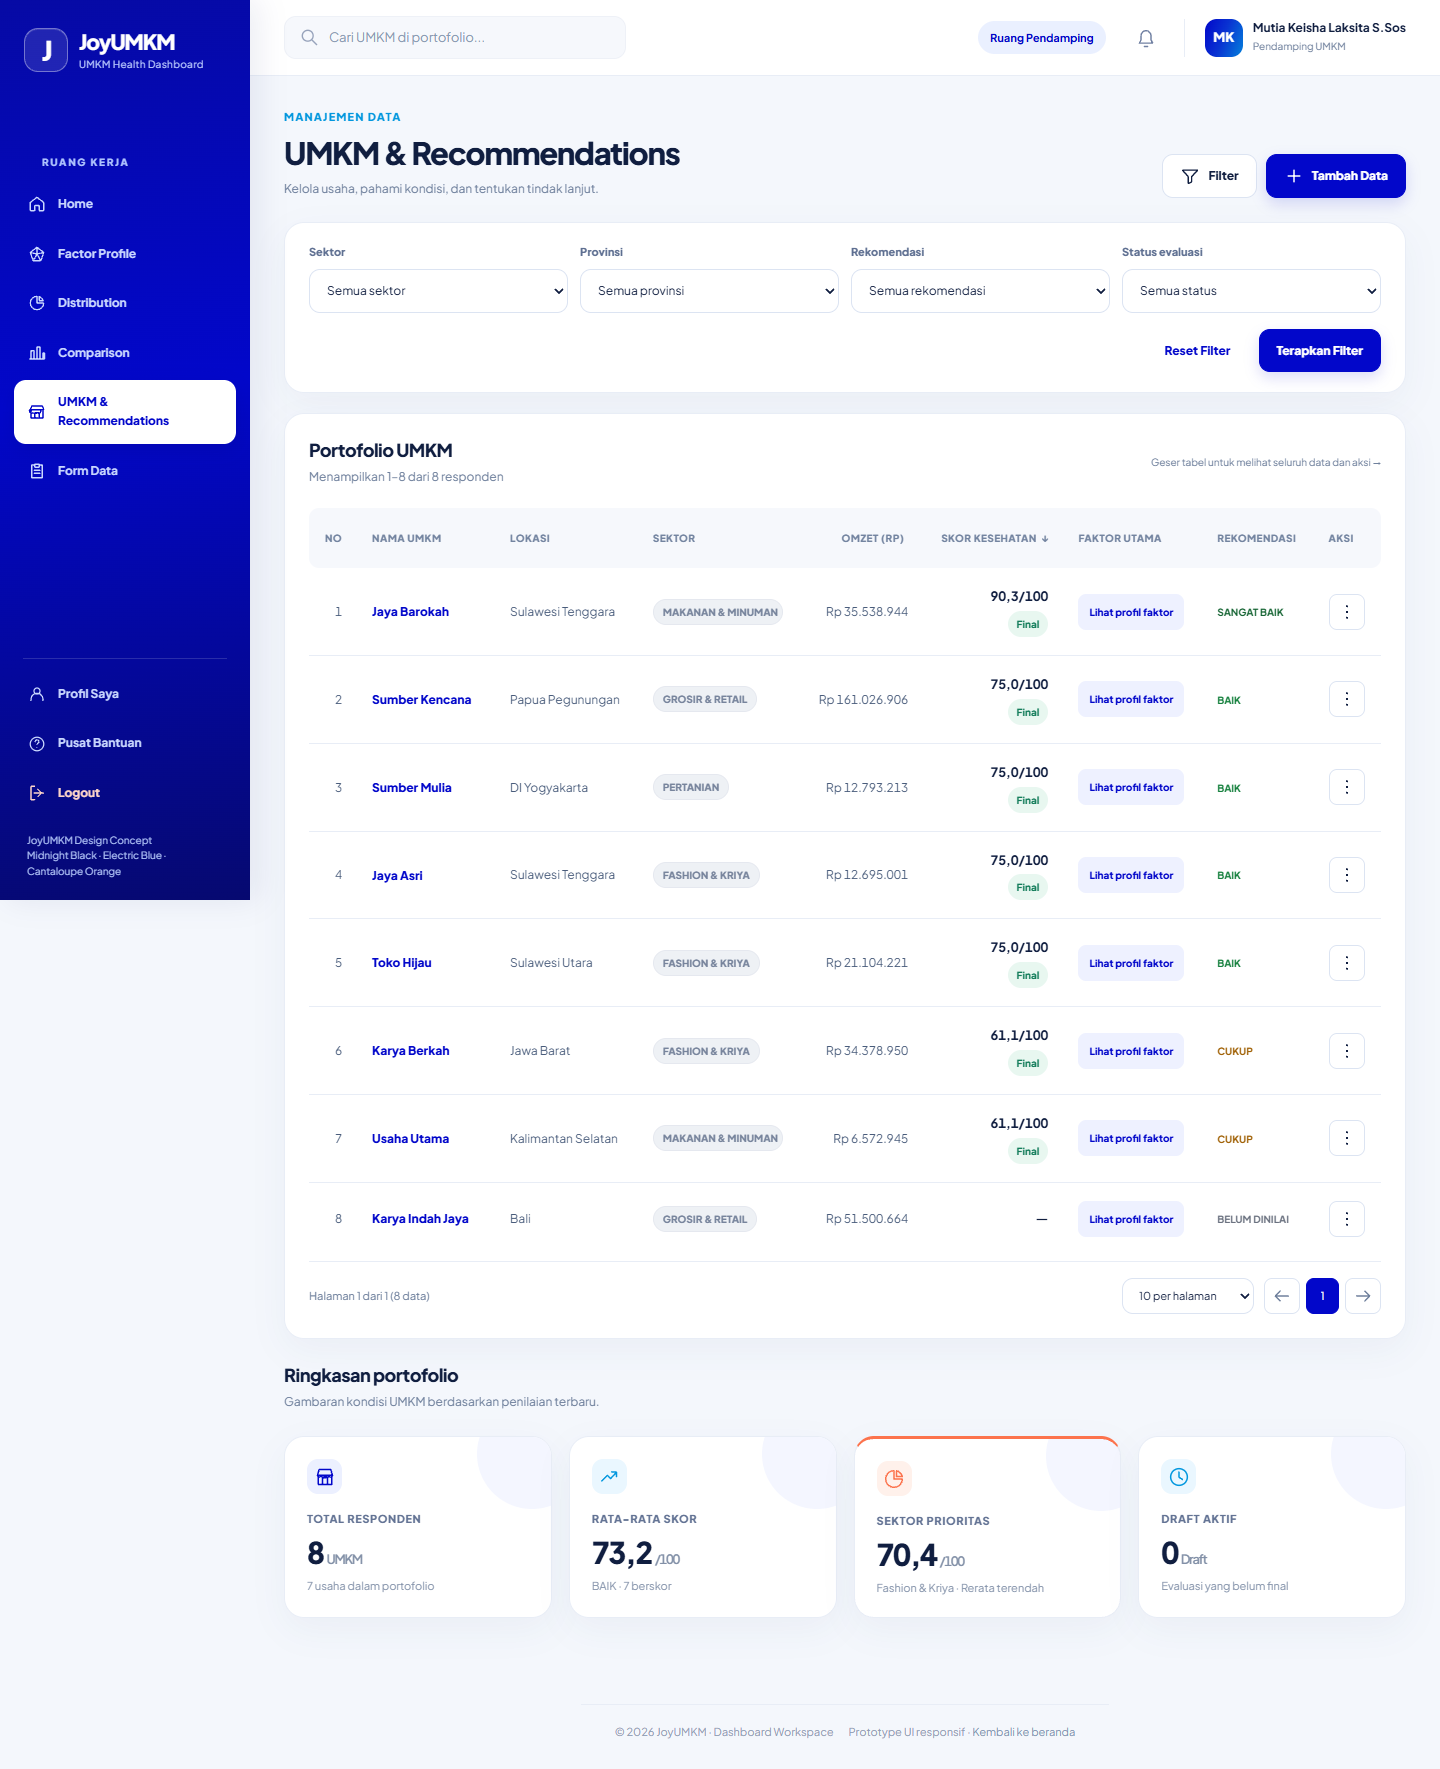 J
JoyUMKM
UMKM Health Dashboard
RUANG KERJA
Home
Factor Profile
Distribution
Comparison
UMKM &
Recommendations
Form Data
Profil Saya
Pusat Bantuan
Logout
JoyUMKM Design Concept
Midnight Black · Electric Blue ·
Cantaloupe Orange
Cari UMKM di portofolio...
Ruang Pendamping
MK
Mutia Keisha Laksita S.Sos
Pendamping UMKM
MANAJEMEN DATA
UMKM & Recommendations
Kelola usaha, pahami kondisi, dan tentukan tindak lanjut.
Filter
Tambah Data
Sektor Provinsi Rekomendasi Status evaluasi
Semua sektor Semua provinsi Semua rekomendasi Semua status
Reset Filter Terapkan Filter
Portofolio UMKM
Menampilkan 1–8 dari 8 responden
Geser tabel untuk melihat seluruh data dan aksi →
NO NAMA UMKM LOKASI SEKTOR OMZET (RP) SKOR KESEHATAN ↓ FAKTOR UTAMA REKOMENDASI AKSI
1 Jaya Barokah Sulawesi Tenggara MAKANAN & MINUMAN Rp 35.538.944 90,3/100 Final Lihat profil faktor SANGAT BAIK
2 Sumber Kencana Papua Pegunungan GROSIR & RETAIL Rp 161.026.906 75,0/100 Final Lihat profil faktor BAIK
3 Sumber Mulia DI Yogyakarta PERTANIAN Rp 12.793.213 75,0/100 Final Lihat profil faktor BAIK
4 Jaya Asri Sulawesi Tenggara FASHION & KRIYA Rp 12.695.001 75,0/100 Final Lihat profil faktor BAIK
5 Toko Hijau Sulawesi Utara FASHION & KRIYA Rp 21.104.221 75,0/100 Final Lihat profil faktor BAIK
6 Karya Berkah Jawa Barat FASHION & KRIYA Rp 34.378.950 61,1/100 Final Lihat profil faktor CUKUP
7 Usaha Utama Kalimantan Selatan MAKANAN & MINUMAN Rp 6.572.945 61,1/100 Final Lihat profil faktor CUKUP
8 Karya Indah Jaya Bali GROSIR & RETAIL Rp 51.500.664 — Lihat profil faktor BELUM DINILAI
Halaman 1 dari 1 (8 data)
10 per halaman ← 1 →
Ringkasan portofolio
Gambaran kondisi UMKM berdasarkan penilaian terbaru.
TOTAL RESPONDEN
8 UMKM
7 usaha dalam portofolio
RATA-RATA SKOR
73,2 /100
BAIK · 7 berskor
SEKTOR PRIORITAS
70,4 /100
Fashion & Kriya · Rerata terendah
DRAFT AKTIF
0 Draft
Evaluasi yang belum final
© 2026 JoyUMKM · Dashboard Workspace Prototype UI responsif · Kembali ke beranda